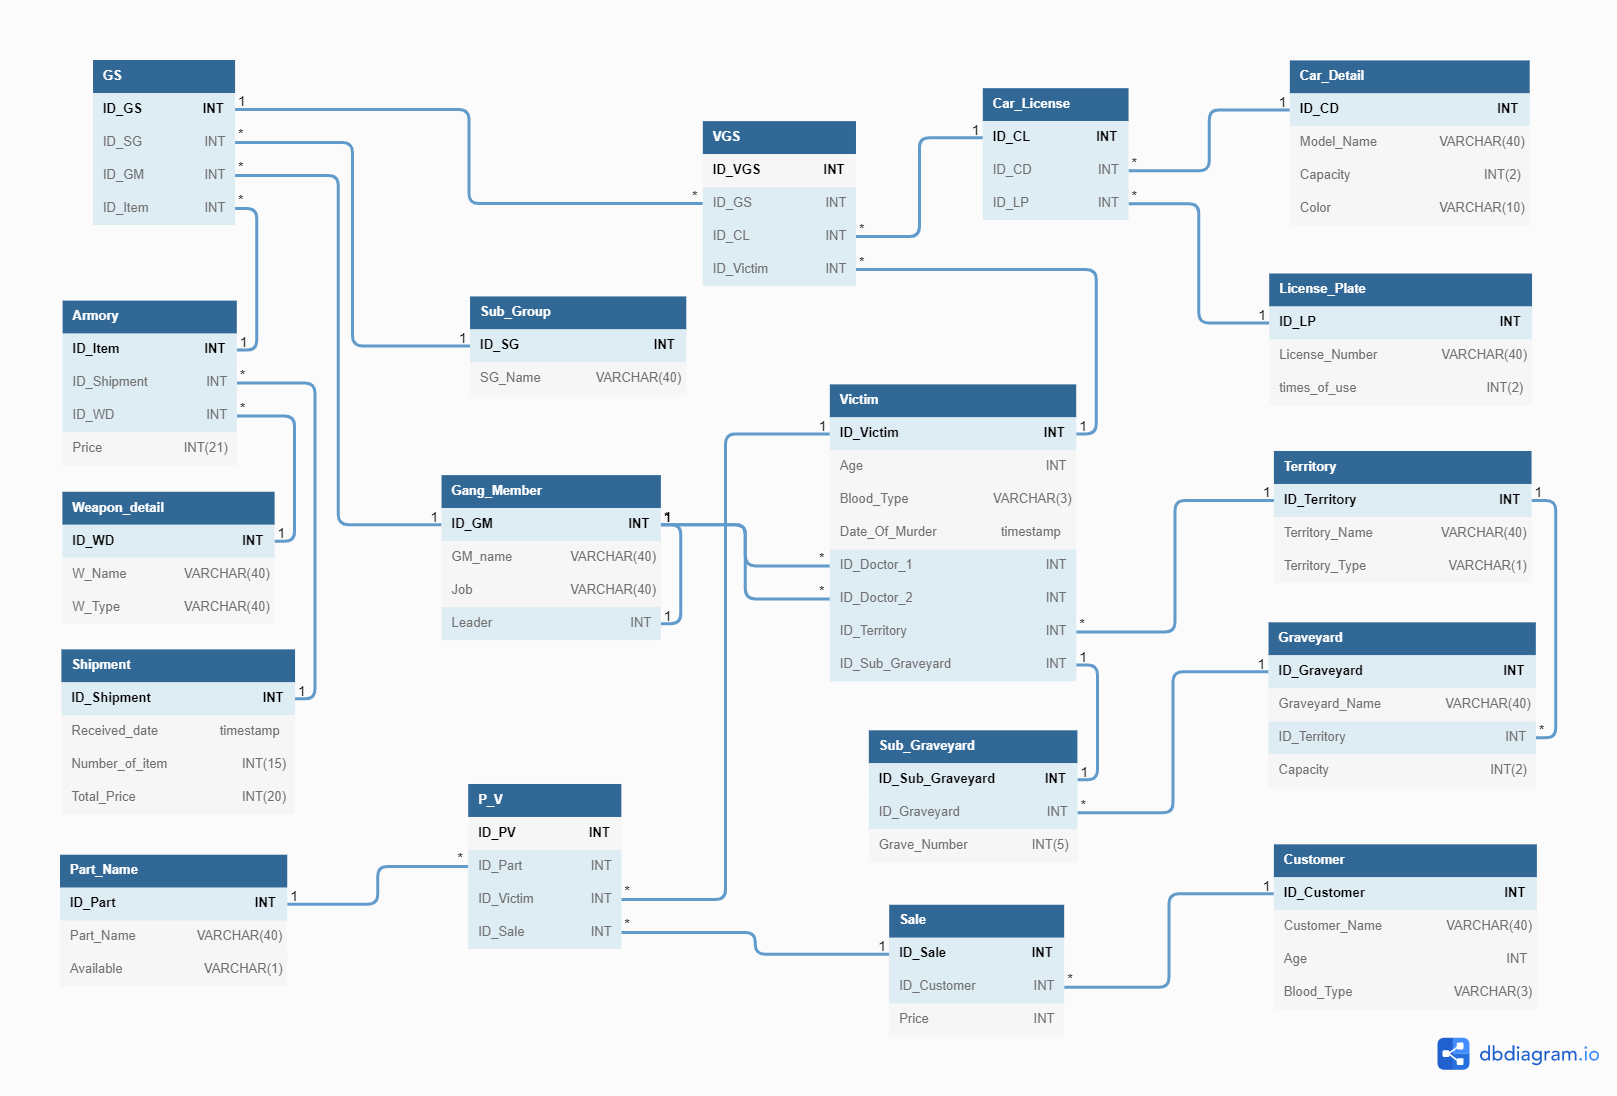 GS
ID_GS INT
ID_SG INT
ID_GM INT
ID_Item INT
1
*
*
*
Armory
ID_Item INT
ID_Shipment INT
ID_WD INT
Price INT(21)
1
*
*
Weapon_detail
ID_WD INT
W_Name VARCHAR(40)
W_Type VARCHAR(40)
1
Shipment
ID_Shipment INT
Received_date timestamp
Number_of_item INT(15)
Total_Price INT(20)
1
Part_Name
ID_Part INT
Part_Name VARCHAR(40)
Available VARCHAR(1)
1
Sub_Group
ID_SG INT
SG_Name VARCHAR(40)
1
Gang_Member
ID_GM INT
GM_name VARCHAR(40)
Job VARCHAR(40)
Leader INT
1
*
1
1
P_V
ID_PV INT
ID_Part INT
ID_Victim INT
ID_Sale INT
*
*
*
VGS
ID_VGS INT
ID_GS INT
ID_CL INT
ID_Victim INT
*
*
*
Victim
ID_Victim INT
Age INT
Blood_Type VARCHAR(3)
Date_Of_Murder timestamp
ID_Doctor_1 INT
ID_Doctor_2 INT
ID_Territory INT
ID_Sub_Graveyard INT
1
1
*
*
*
1
Sub_Graveyard
ID_Sub_Graveyard INT
ID_Graveyard INT
Grave_Number INT(5)
1
*
Sale
ID_Sale INT
ID_Customer INT
Price INT
1
*
Car_License
ID_CL INT
ID_CD INT
ID_LP INT
1
*
*
Car_Detail
ID_CD INT
Model_Name VARCHAR(40)
Capacity INT(2)
Color VARCHAR(10)
1
License_Plate
ID_LP INT
License_Number VARCHAR(40)
times_of_use INT(2)
1
Territory
ID_Territory INT
Territory_Name VARCHAR(40)
Territory_Type VARCHAR(1)
1
1
Graveyard
ID_Graveyard INT
Graveyard_Name VARCHAR(40)
ID_Territory INT
Capacity INT(2)
1
*
Customer
ID_Customer INT
Customer_Name VARCHAR(40)
Age INT
Blood_Type VARCHAR(3)
1
dbdiagram.io